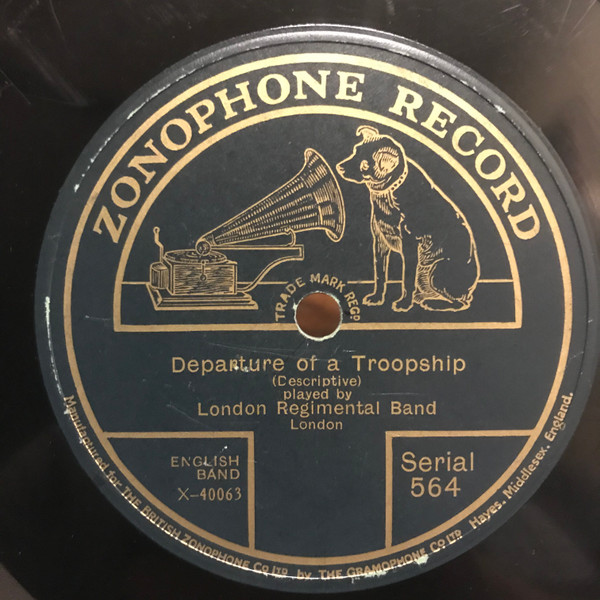 ZONOPHONE RECORD
TRADE MARK REGD.
Departure of a Troopship
(Descriptive)
played by
London Regimental Band
London
ENGLISH
BAND
X-40063
Serial
564
Manufactured for THE BRITISH ZONOPHONE Co LTD. by THE GRAMOPHONE Co LTD Hayes, Middlesex, England.